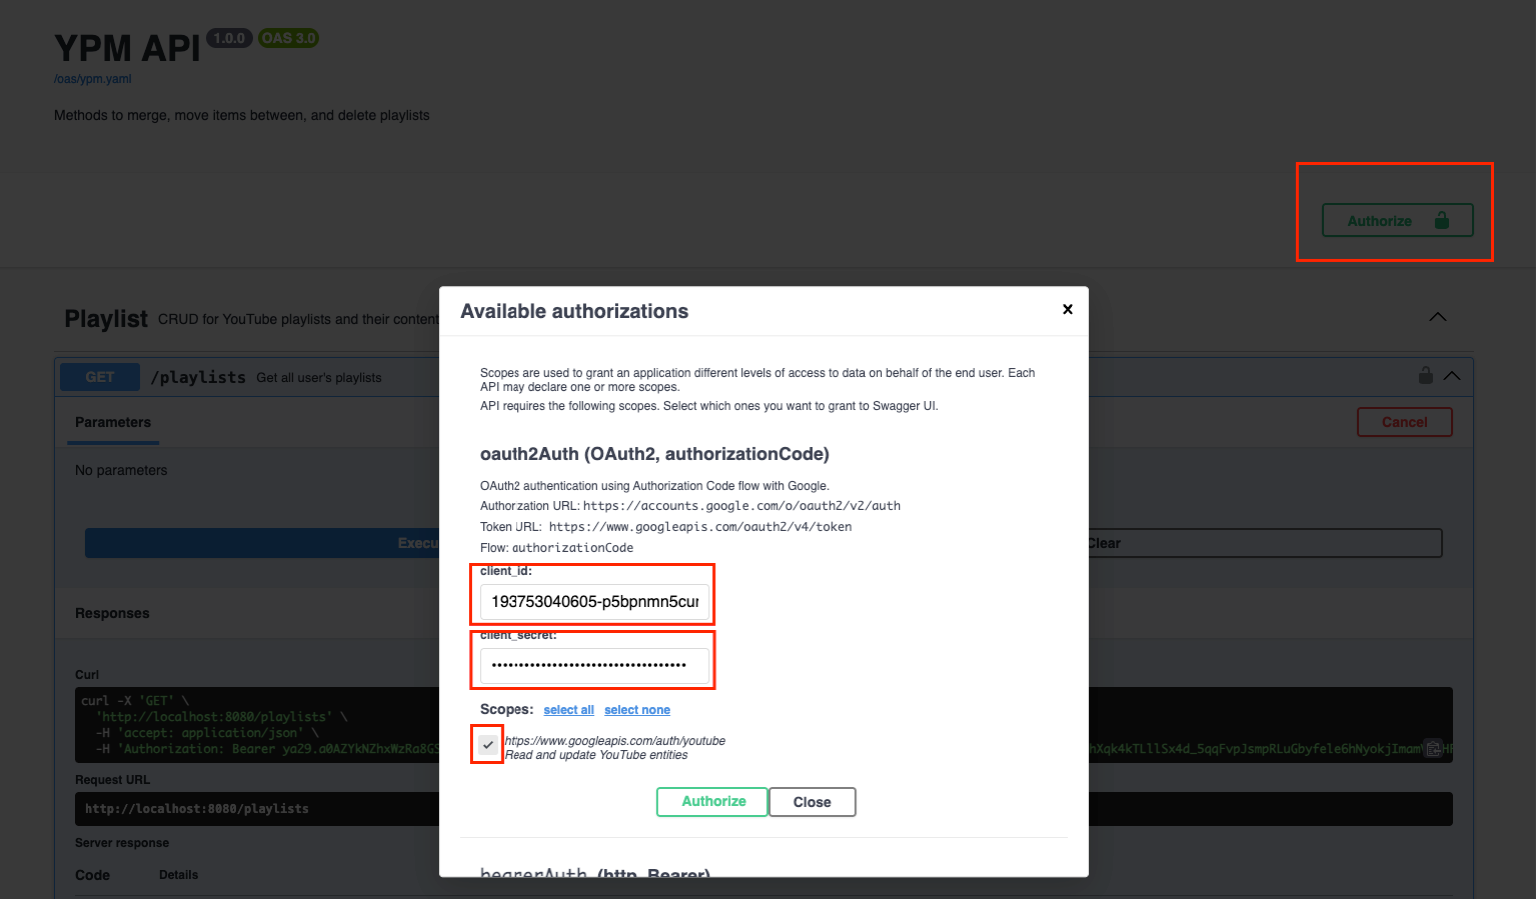 YPM API 1.0.0 OAS 3.0
/oas/ypm.yaml
Methods to merge, move items between, and delete playlists
Authorize
Available authorizations
Playlist CRUD for YouTube playlists and their content
Scopes are used to grant an application different levels of access to data on behalf of the end user. Each
API may declare one or more scopes.
API requires the following scopes. Select which ones you want to grant to Swagger UI.
GET /playlists Get all user's playlists
Parameters
Cancel
No parameters
oauth2Auth (OAuth2, authorizationCode)
OAuth2 authentication using Authorization Code flow with Google.
Authorization URL: https://accounts.google.com/o/oauth2/v2/auth
Token URL: https://www.googleapis.com/oauth2/v4/token
Flow: authorizationCode
Execu
Clear
client_id:
193753040605-p5bpnmn5cur
client_secret:
Responses
Scopes: select all select none
https://www.googleapis.com/auth/youtube
Read and update YouTube entities
Authorize Close
Curl
curl -X 'GET' \
'http://localhost:8080/playlists' \
-H 'accept: application/json' \
-H 'Authorization: Bearer
Request URL
http://localhost:8080/playlists
Server response
Code Details
bearerAuth (http, Bearer)